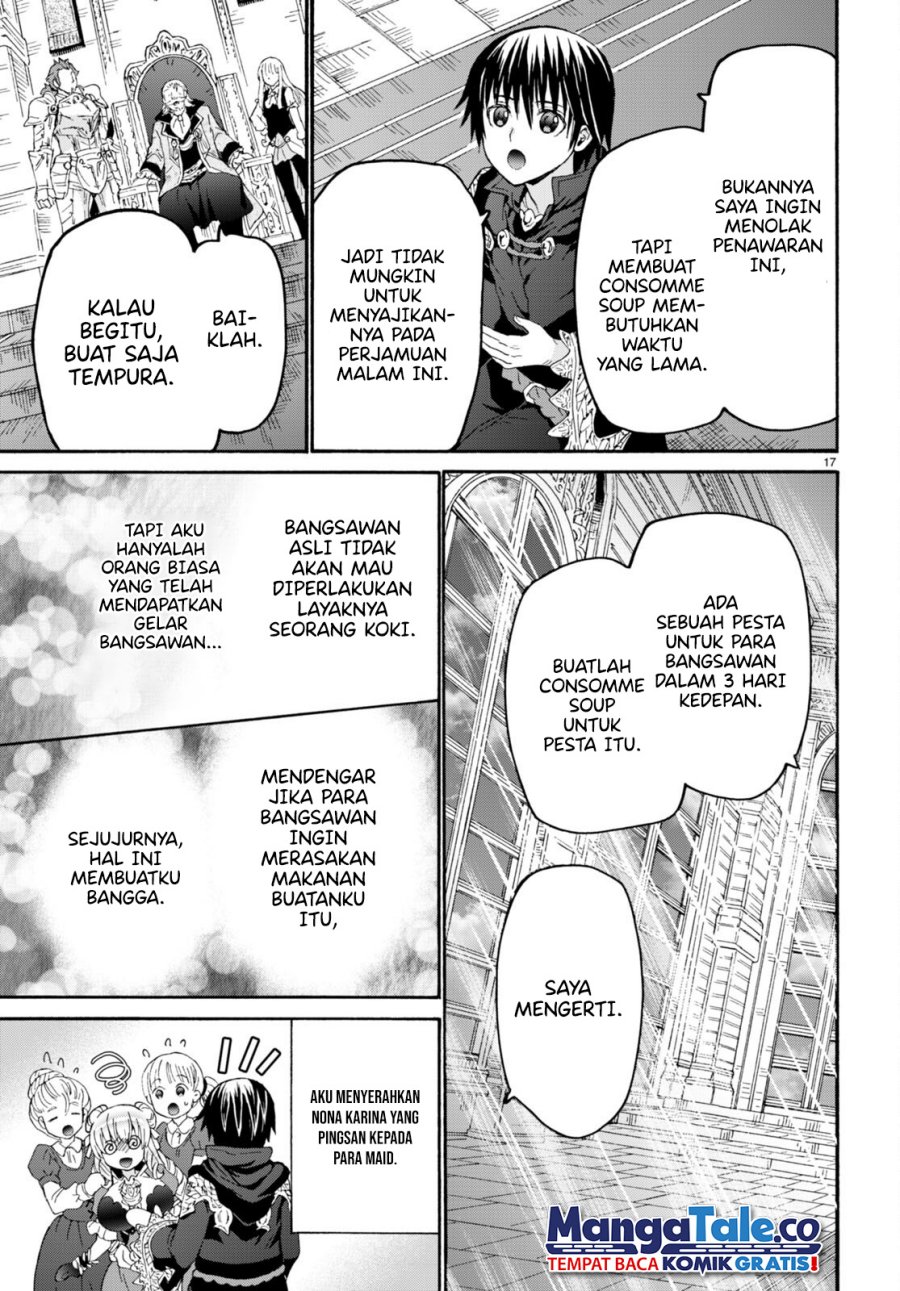 BUKANNYA
SAYA INGIN
MENOLAK
PENAWARAN
INI,
TAPI
MEMBUAT
CONSOMME
SOUP MEM-
BUTUHKAN
WAKTU
YANG LAMA.
JADI TIDAK
MUNGKIN
UNTUK
MENYAJIKAN-
NYA PADA
PERJAMUAN
MALAM INI.
BAI-
KLAH.
KALAU
BEGITU,
BUAT SAJA
TEMPURA.
17
ADA
SEBUAH PESTA
UNTUK PARA
BANGSAWAN
DALAM 3 HARI
KEDEPAN.
BUATLAH
CONSOMME
SOUP
UNTUK
PESTA ITU.
SAYA
MENGERTI.
BANGSAWAN
ASLI TIDAK
AKAN MAU
DIPERLAKUKAN
LAYAKNYA
SEORANG KOKI.
TAPI AKU
HANYALAH
ORANG BIASA
YANG TELAH
MENDAPATKAN
GELAR
BANGSAWAN...
MENDENGAR
JIKA PARA
BANGSAWAN
INGIN
MERASAKAN
MAKANAN
BUATANKU
ITU,
SEJUJURNYA,
HAL INI
MEMBUATKU
BANGGA.
AKU MENYERAHKAN
NONA KARINA YANG
PINGSAN KEPADA
PARA MAID.
MangaTale.co
TEMPAT BACA KOMIK GRATIS!